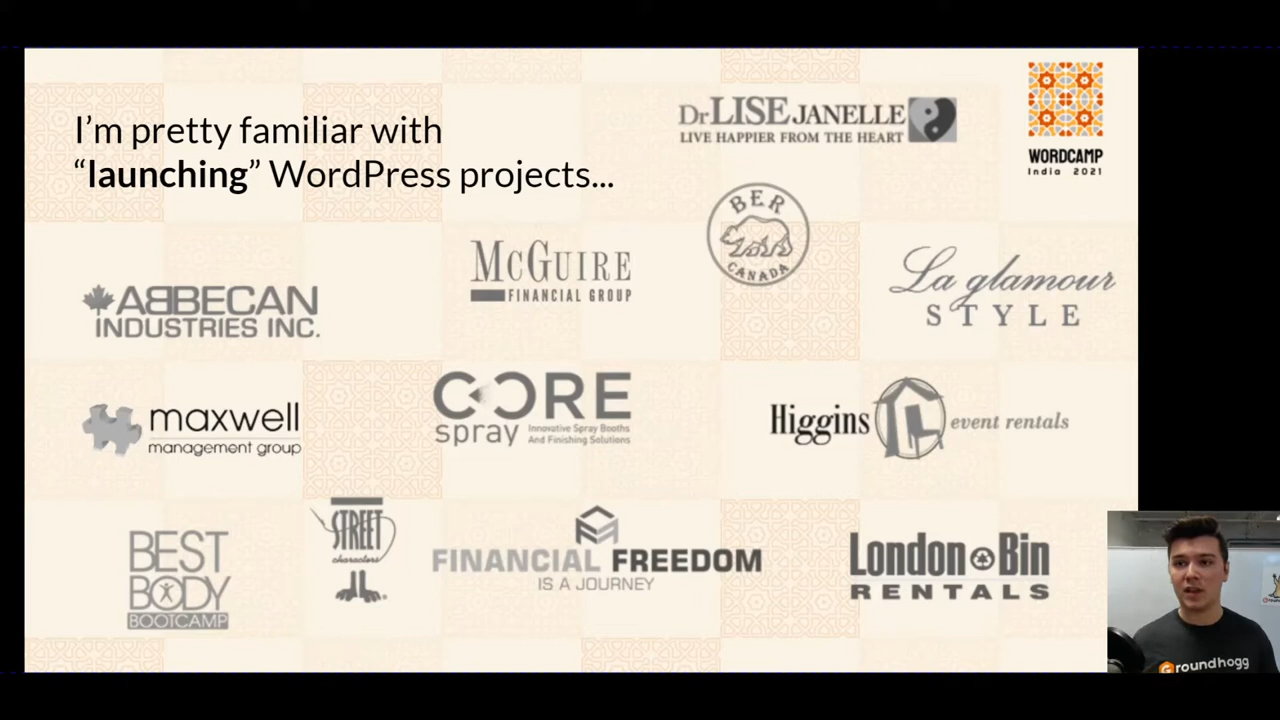 I'm pretty familiar with
“launching” WordPress projects...
Dr LISE JANELLE
LIVE HAPPIER FROM THE HEART
WORDCAMP
India 2021
BER
CANADA
McGUIRE
FINANCIAL GROUP
La glamour
STYLE
ABBECAN
INDUSTRIES INC.
maxwell
management group
CORE
spray
Innovative Spray Booths
And Finishing Solutions
Higgins
event rentals
BEST
BODY
BOOTCAMP
STREET
characters
FINANCIAL FREEDOM
IS A JOURNEY
London Bin
RENTALS
Groundhogg